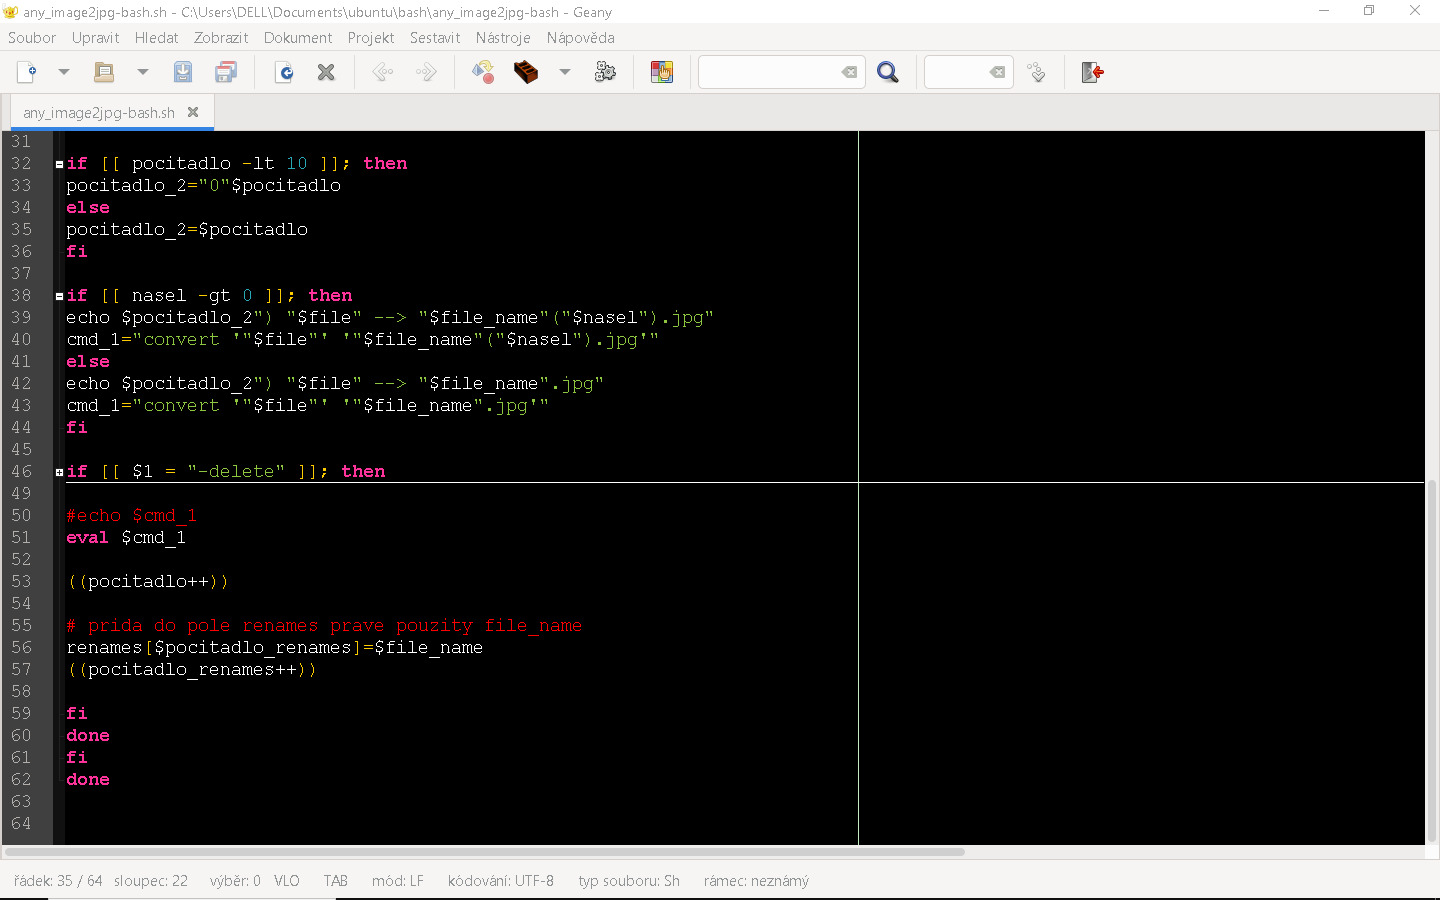 any_image2jpg-bash.sh - C:\Users\DELL\Documents\ubuntu\bash\any_image2jpg-bash - Geany
Soubor Upravit Hledat Zobrazit Dokument Projekt Sestavit Nástroje Nápověda
any_image2jpg-bash.sh
31
32 if [[ pocitadlo -lt 10 ]]; then
33 pocitadlo_2="0"$pocitadlo
34 else
35 pocitadlo_2=$pocitadlo
36 fi
37
38 if [[ nasel -gt 0 ]]; then
39 echo $pocitadlo_2") "$file" --> "$file_name"("$nasel").jpg"
40 cmd_1="convert '"$file"' '"$file_name"("$nasel").jpg'"
41 else
42 echo $pocitadlo_2") "$file" --> "$file_name".jpg"
43 cmd_1="convert '"$file"' '"$file_name".jpg'"
44 fi
45
46 if [[ $1 = "-delete" ]]; then
49
50 #echo $cmd_1
51 eval $cmd_1
52
53 ((pocitadlo++))
54
55 # prida do pole renames prave pouzity file_name
56 renames[$pocitadlo_renames]=$file_name
57 ((pocitadlo_renames++))
58
59 fi
60 done
61 fi
62 done
63
64
řádek: 35 / 64 sloupec: 22 výběr: 0 VLO TAB mód: LF kódování: UTF-8 typ souboru: Sh rámec: neznámý